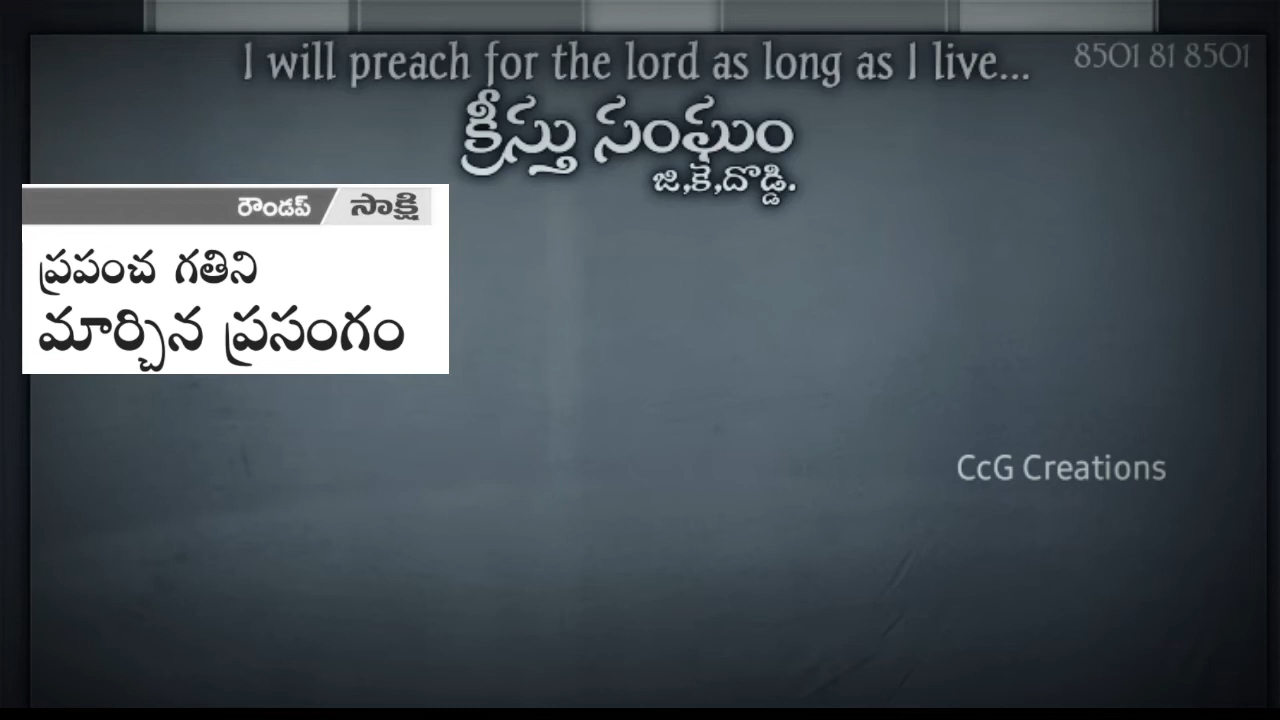 I will preach for the lord as long as I live...
8501 81 8501
క్రీస్తు సంఘం
జి,కే,దొడ్డి.
రౌండప్ సాక్షి
ప్రపంచ గతిని
మార్చిన ప్రసంగం
CcG Creations